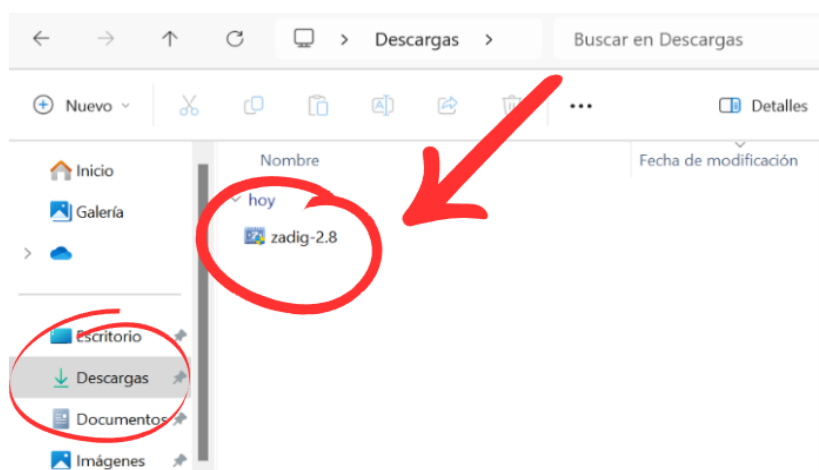 Descargas
Buscar en Descargas
Nuevo
Detalles
Inicio
Galería
Escritorio
Descargas
Documentos
Imágenes
Nombre
Fecha de modificación
hoy
zadig-2.8